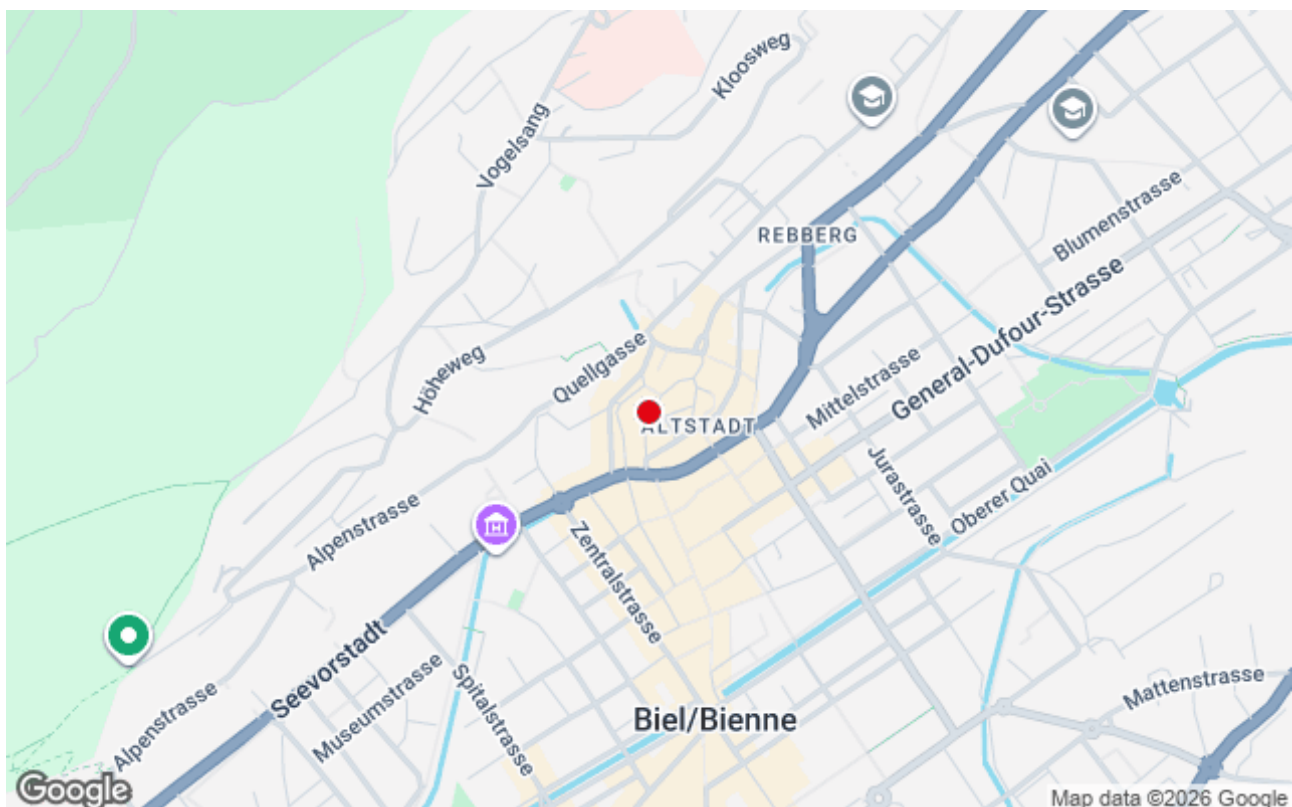 Kloosweg
Vogelsang
REBBERG
Blumenstrasse
General-Dufour-Strasse
Höheweg
Quellgasse
Mittelstrasse
ALTSTADT
Jurastrasse
Oberer Quai
Alpenstrasse
Zentralstrasse
Seevorstadt
Museumstrasse
Spitalstrasse
Alpenstrasse
Mattenstrasse
Biel/Bienne
H
Google
Map data ©2026 Google